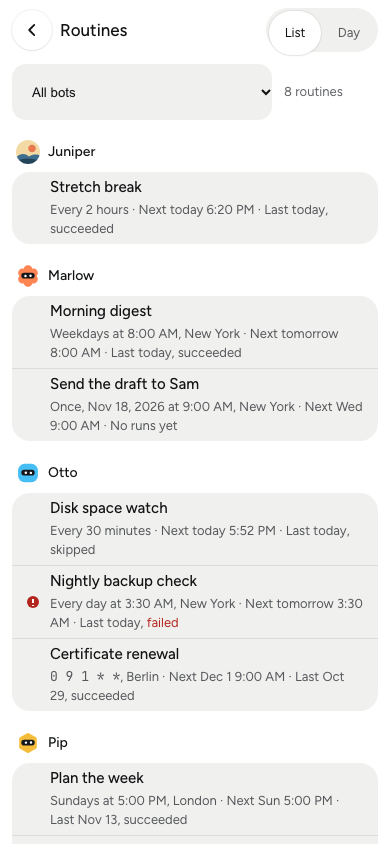 Routines
List
Day
All bots
8 routines
Juniper
Stretch break
Every 2 hours · Next today 6:20 PM · Last today,
succeeded
Marlow
Morning digest
Weekdays at 8:00 AM, New York · Next tomorrow
8:00 AM · Last today, succeeded
Send the draft to Sam
Once, Nov 18, 2026 at 9:00 AM, New York · Next Wed
9:00 AM · No runs yet
Otto
Disk space watch
Every 30 minutes · Next today 5:52 PM · Last today,
skipped
Nightly backup check
Every day at 3:30 AM, New York · Next tomorrow 3:30
AM · Last today, failed
Certificate renewal
0 9 1 * *, Berlin · Next Dec 1 9:00 AM · Last Oct
29, succeeded
Pip
Plan the week
Sundays at 5:00 PM, London · Next Sun 5:00 PM ·
Last Nov 13, succeeded